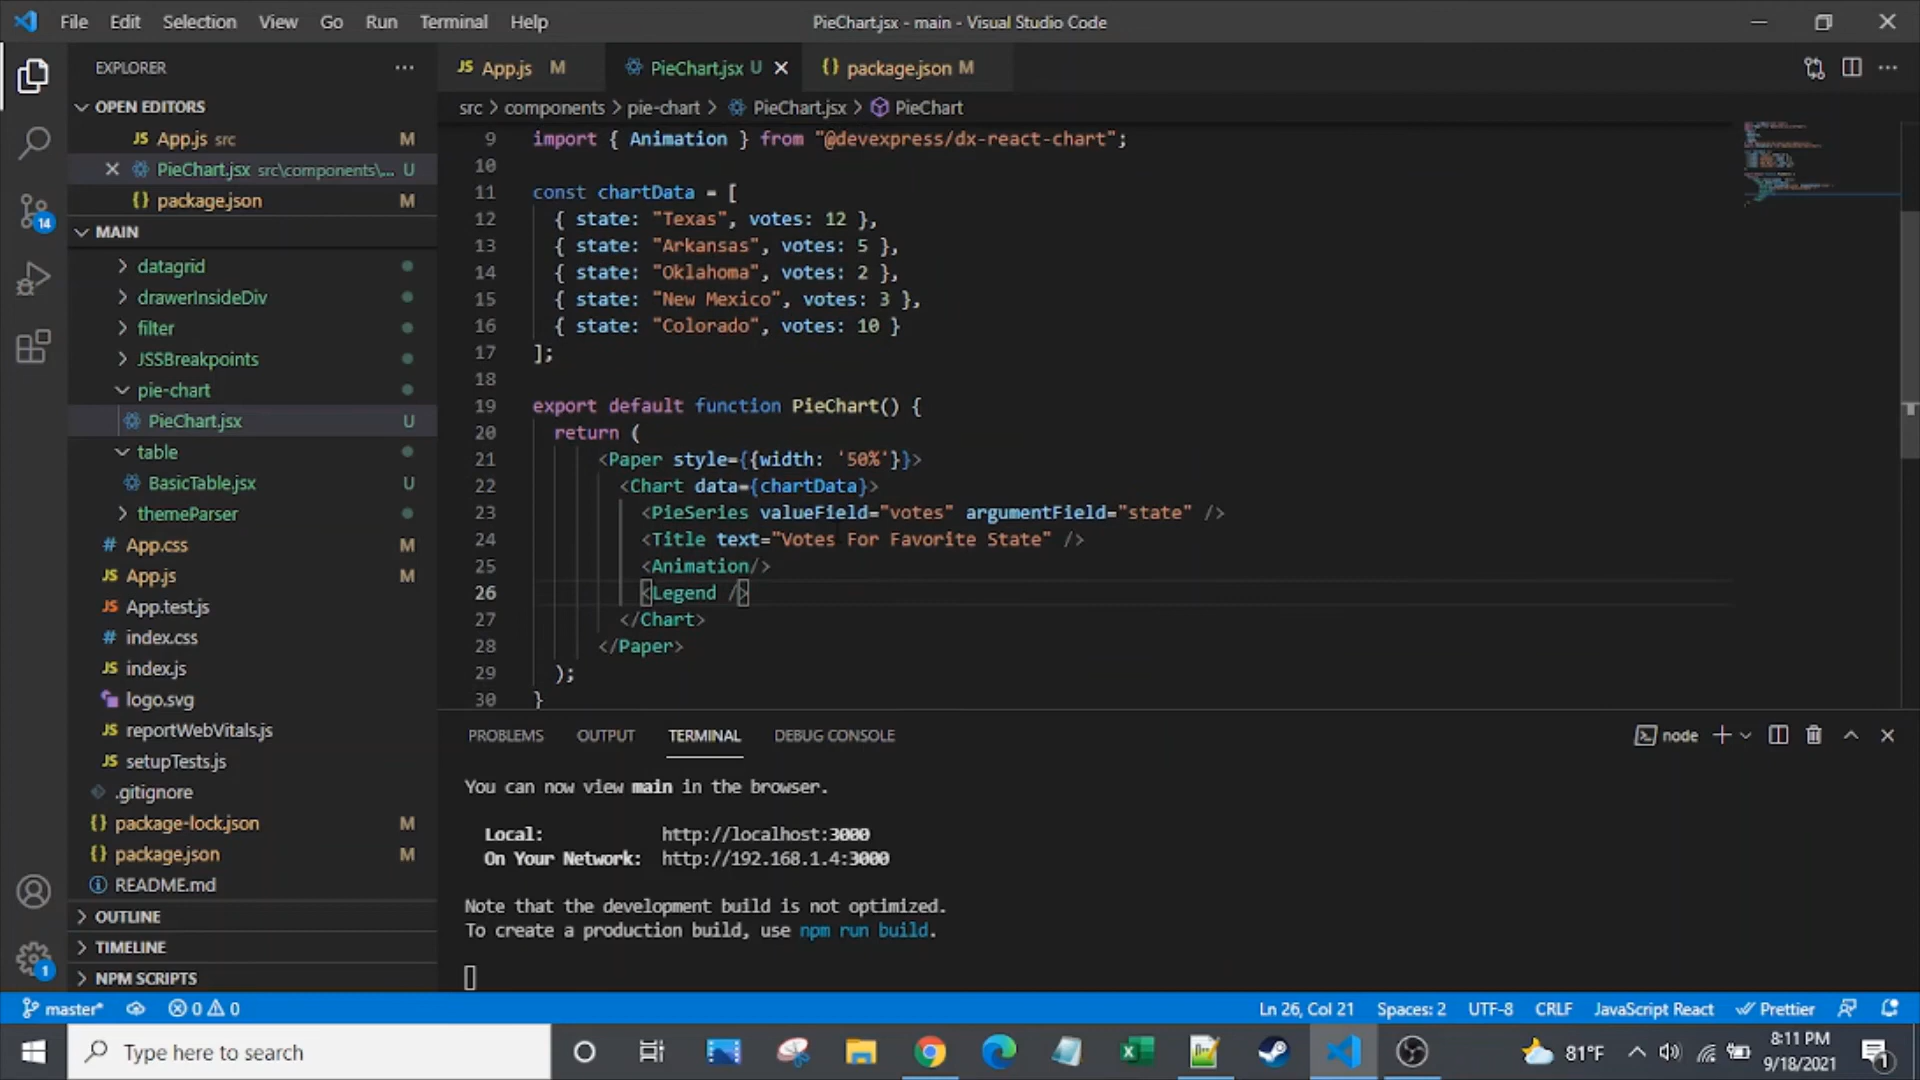 File Edit Selection View Go Run Terminal Help
PieChart.jsx - main - Visual Studio Code
EXPLORER
OPEN EDITORS
JS App.js src M
PieChart.jsx src\components\... U
{} package.json M
MAIN
datagrid
drawerInsideDiv
filter
JSSBreakpoints
pie-chart
PieChart.jsx U
table
BasicTable.jsx U
themeParser
# App.css M
JS App.js M
JS App.test.js
# index.css
JS index.js
logo.svg
JS reportWebVitals.js
JS setupTests.js
.gitignore
{} package-lock.json M
{} package.json M
README.md
OUTLINE
TIMELINE
NPM SCRIPTS
14
1
JS App.js M
PieChart.jsx U
{} package.json M
src > components > pie-chart > PieChart.jsx > PieChart
9 import { Animation } from "@devexpress/dx-react-chart";
10
11 const chartData = [
12 { state: "Texas", votes: 12 },
13 { state: "Arkansas", votes: 5 },
14 { state: "Oklahoma", votes: 2 },
15 { state: "New Mexico", votes: 3 },
16 { state: "Colorado", votes: 10 }
17 ];
18
19 export default function PieChart() {
20 return (
21 <Paper style={{width: '50%'}}>
22 <Chart data={chartData}>
23 <PieSeries valueField="votes" argumentField="state" />
24 <Title text="Votes For Favorite State" />
25 <Animation/>
26 <Legend />
27 </Chart>
28 </Paper>
29 );
30 }
PROBLEMS OUTPUT TERMINAL DEBUG CONSOLE
node
You can now view main in the browser.
Local: http://localhost:3000
On Your Network: http://192.168.1.4:3000
Note that the development build is not optimized.
To create a production build, use npm run build.
master* 0 0
Ln 26, Col 21 Spaces: 2 UTF-8 CRLF JavaScript React Prettier
Type here to search
81°F
8:11 PM
9/18/2021
1